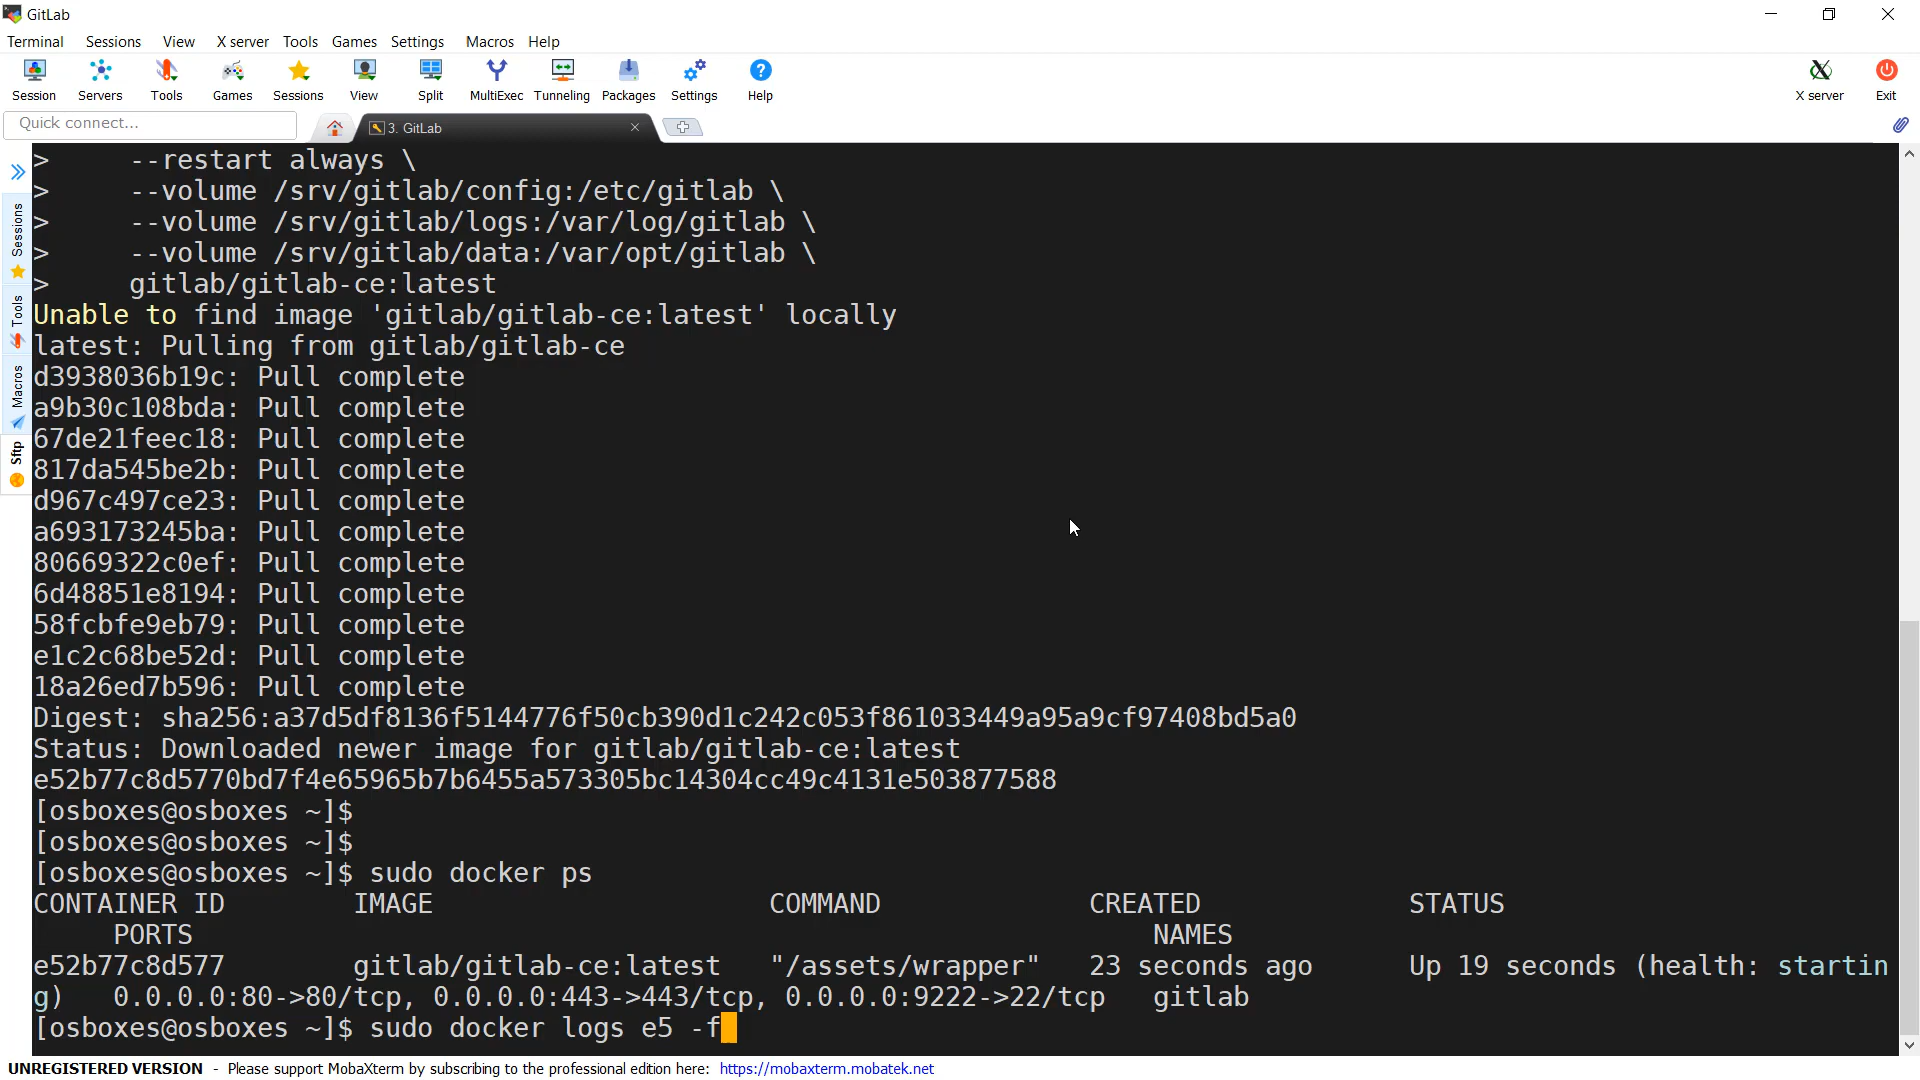 GitLab
Terminal Sessions View X server Tools Games Settings Macros Help
Session Servers Tools Games Sessions View Split MultiExec Tunneling Packages Settings Help X server Exit
Quick connect...
3. GitLab
Sessions
Tools
Macros
Sftp
> --restart always \
> --volume /srv/gitlab/config:/etc/gitlab \
> --volume /srv/gitlab/logs:/var/log/gitlab \
> --volume /srv/gitlab/data:/var/opt/gitlab \
> gitlab/gitlab-ce:latest
Unable to find image 'gitlab/gitlab-ce:latest' locally
latest: Pulling from gitlab/gitlab-ce
d3938036b19c: Pull complete
a9b30c108bda: Pull complete
67de21feec18: Pull complete
817da545be2b: Pull complete
d967c497ce23: Pull complete
a693173245ba: Pull complete
80669322c0ef: Pull complete
6d48851e8194: Pull complete
58fcbfe9eb79: Pull complete
e1c2c68be52d: Pull complete
18a26ed7b596: Pull complete
Digest: sha256:a37d5df8136f5144776f50cb390d1c242c053f861033449a95a9cf97408bd5a0
Status: Downloaded newer image for gitlab/gitlab-ce:latest
e52b77c8d5770bd7f4e65965b7b6455a573305bc14304cc49c4131e503877588
[osboxes@osboxes ~]$
[osboxes@osboxes ~]$
[osboxes@osboxes ~]$ sudo docker ps
CONTAINER ID IMAGE COMMAND CREATED STATUS
PORTS NAMES
e52b77c8d577 gitlab/gitlab-ce:latest "/assets/wrapper" 23 seconds ago Up 19 seconds (health: startin
g) 0.0.0.0:80->80/tcp, 0.0.0.0:443->443/tcp, 0.0.0.0:9222->22/tcp gitlab
[osboxes@osboxes ~]$ sudo docker logs e5 -f
UNREGISTERED VERSION - Please support MobaXterm by subscribing to the professional edition here: https://mobaxterm.mobatek.net